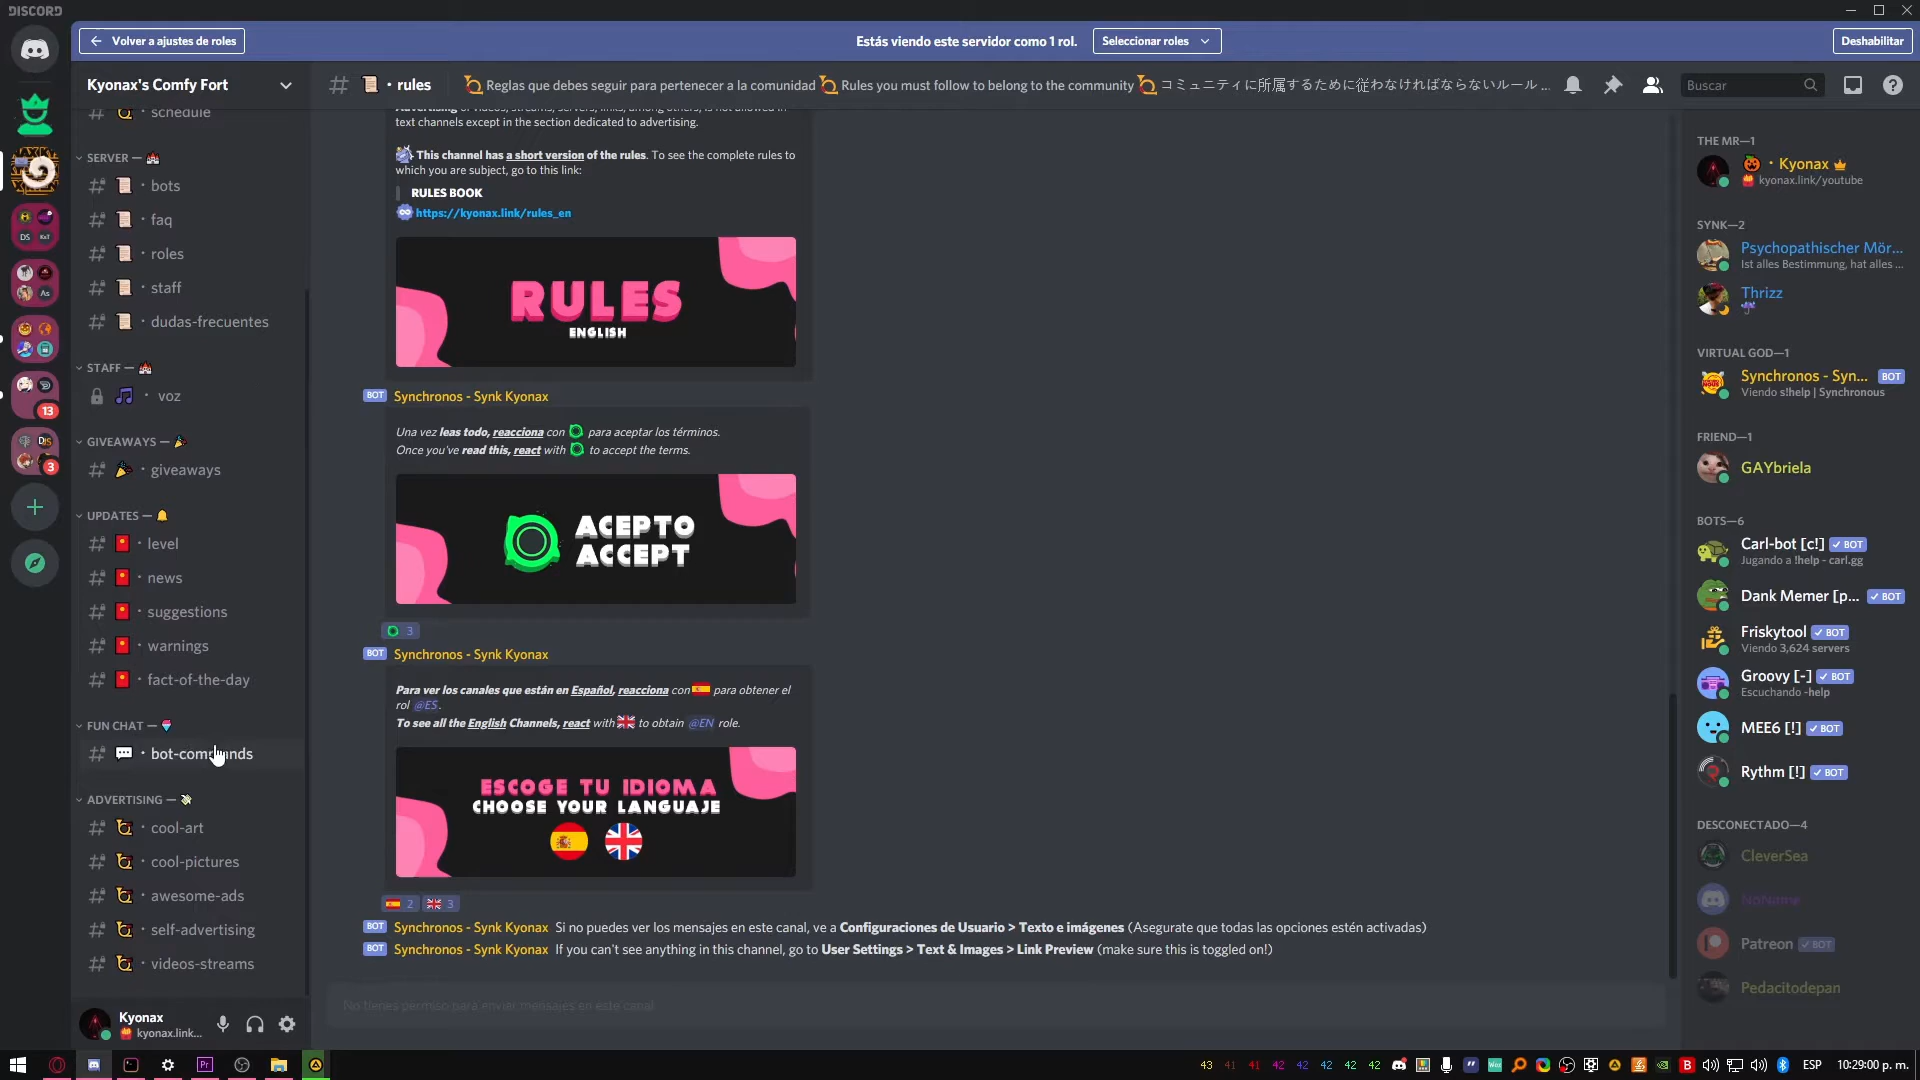 DISCORD
Volver a ajustes de roles
Estás viendo este servidor como 1 rol.
Seleccionar roles
Deshabilitar
Kyonax's Comfy Fort
schedule
SERVER —
bots
faq
roles
staff
dudas-frecuentes
STAFF —
voz
GIVEAWAYS —
giveaways
UPDATES —
level
news
suggestions
warnings
fact-of-the-day
FUN CHAT —
bot-commands
ADVERTISING —
cool-art
cool-pictures
awesome-ads
self-advertising
videos-streams
Kyonax
kyonax.link...
DS
As
13
DS
3
rules
Reglas que debes seguir para pertenecer a la comunidad Rules you must follow to belong to the community コミュニティに所属するために従わなければならないルール ...
Buscar
text channels except in the section dedicated to advertising.
This channel has a short version of the rules. To see the complete rules to
which you are subject, go to this link:
RULES BOOK
https://kyonax.link/rules_en
RULES
ENGLISH
BOT Synchronos - Synk Kyonax
Una vez leas todo, reacciona con para aceptar los términos.
Once you've read this, react with to accept the terms.
ACEPTO
ACCEPT
3
BOT Synchronos - Synk Kyonax
Para ver los canales que están en Español, reacciona con para obtener el
rol @ES.
To see all the English Channels, react with to obtain @EN role.
ESCOGE TU IDIOMA
CHOOSE YOUR LANGUAJE
2 3
BOT Synchronos - Synk Kyonax Si no puedes ver los mensajes en este canal, ve a Configuraciones de Usuario > Texto e imágenes (Asegurate que todas las opciones estén activadas)
BOT Synchronos - Synk Kyonax If you can't see anything in this channel, go to User Settings > Text & Images > Link Preview (make sure this is toggled on!)
No tienes permiso para enviar mensajes en este canal.
THE MR—1
Kyonax
kyonax.link/youtube
SYNK—2
Psychopathischer Mör...
Ist alles Bestimmung, hat alles ...
Thrizz
VIRTUAL GOD—1
Synchronos - Syn... BOT
Viendo s!help | Synchronous
FRIEND—1
GAYbriela
BOTS—6
Carl-bot [c!] BOT
Jugando a !help - carl.gg
Dank Memer [p... BOT
Friskytool BOT
Viendo 3,624 servers
Groovy [-] BOT
Escuchando -help
MEE6 [!] BOT
Rythm [!] BOT
DESCONECTADO—4
CleverSea
NoName
Patreon BOT
Pedacitodepan
Pr
43 41 41 42 42 42 42 42
B
ESP
10:29:00 p. m.